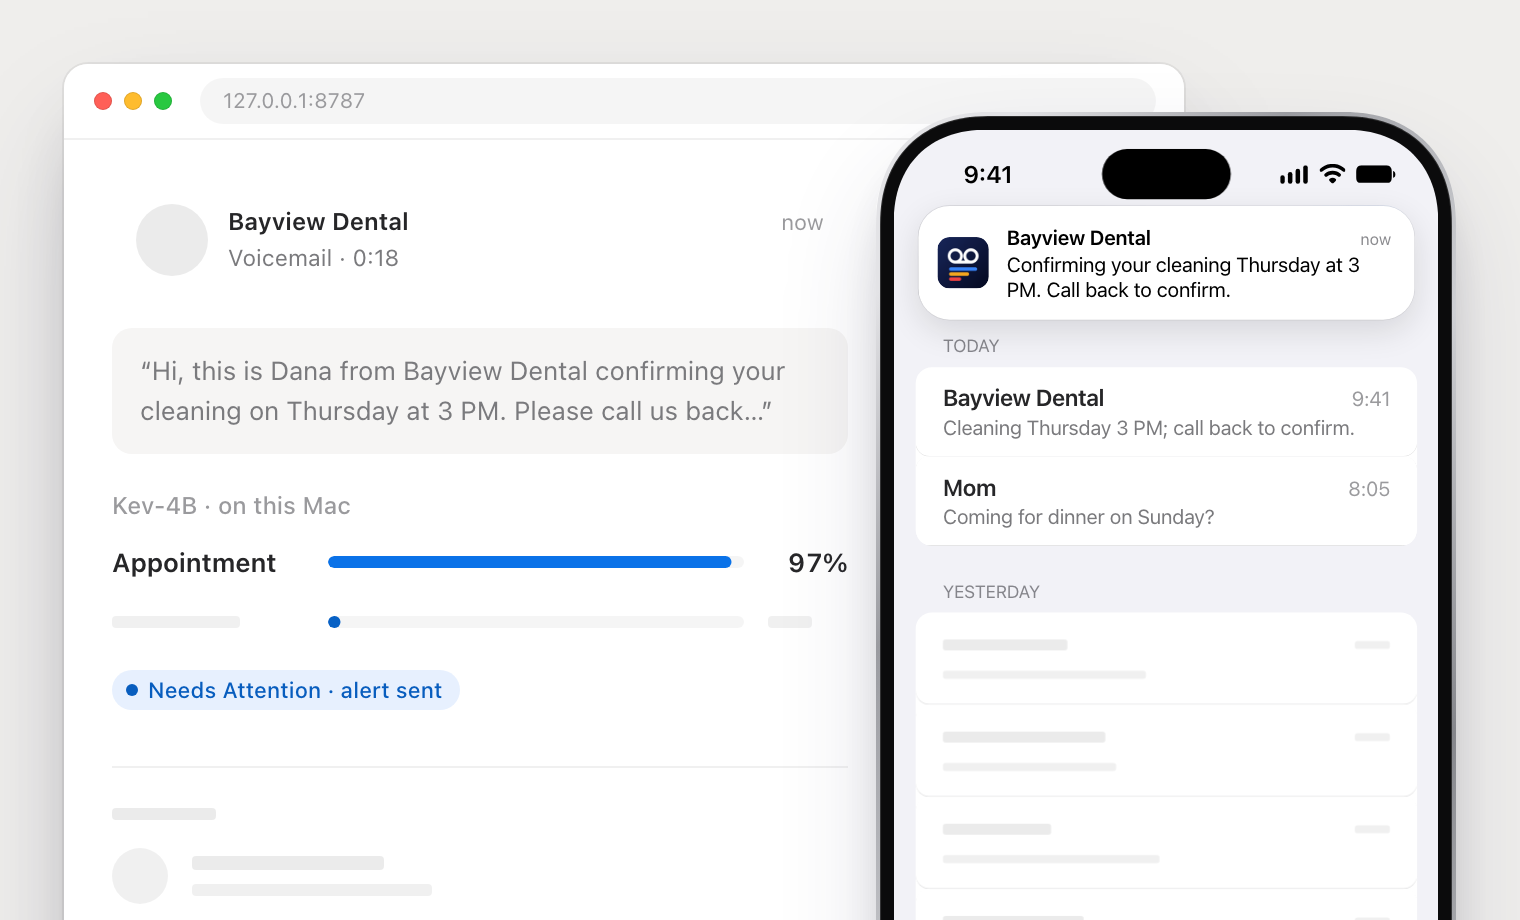 127.0.0.1:8787
Bayview Dental
now
Voicemail · 0:18
“Hi, this is Dana from Bayview Dental confirming your
cleaning on Thursday at 3 PM. Please call us back...”
Kev-4B · on this Mac
Appointment
97%
Needs Attention · alert sent
9:41
Bayview Dental
now
Confirming your cleaning Thursday at 3
PM. Call back to confirm.
TODAY
Bayview Dental
9:41
Cleaning Thursday 3 PM; call back to confirm.
Mom
8:05
Coming for dinner on Sunday?
YESTERDAY